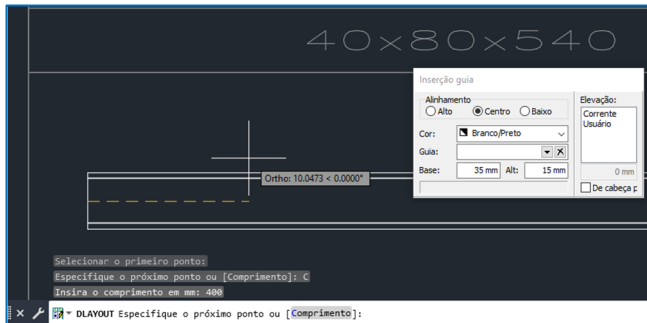 40x80x540
Inserção guia
Alinhamento
Alto Centro Baixo
Elevação:
Corrente
Usuário
Cor: Branco/Preto
Guia:
Base: 35 mm Alt: 15 mm
0 mm
De cabeça p
Ortho: 10.0473 < 0.0000°
Selecionar o primeiro ponto:
Especifique o próximo ponto ou [Comprimento]: C
Insira o comprimento em mm: 400
DLAYOUT Especifique o próximo ponto ou [Comprimento]: